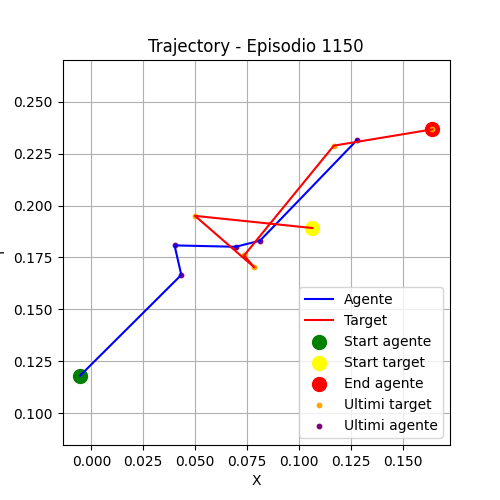 Trajectory - Episodio 1150
0.250
0.225
0.200
0.175
0.150
0.125
0.100
0.000 0.025 0.050 0.075 0.100 0.125 0.150
X
Agente
Target
Start agente
Start target
End agente
Ultimi target
Ultimi agente